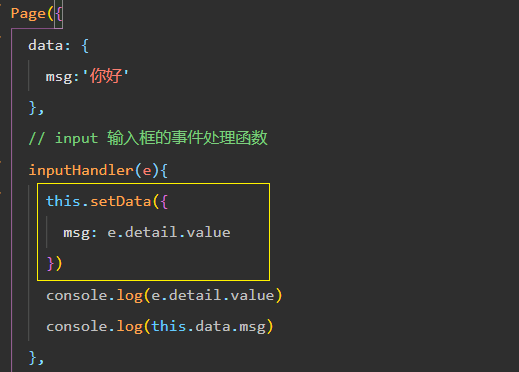 Page({
data: {
msg:'你好'
},
// input 输入框的事件处理函数
inputHandler(e){
this.setData({
msg: e.detail.value
})
console.log(e.detail.value)
console.log(this.data.msg)
},